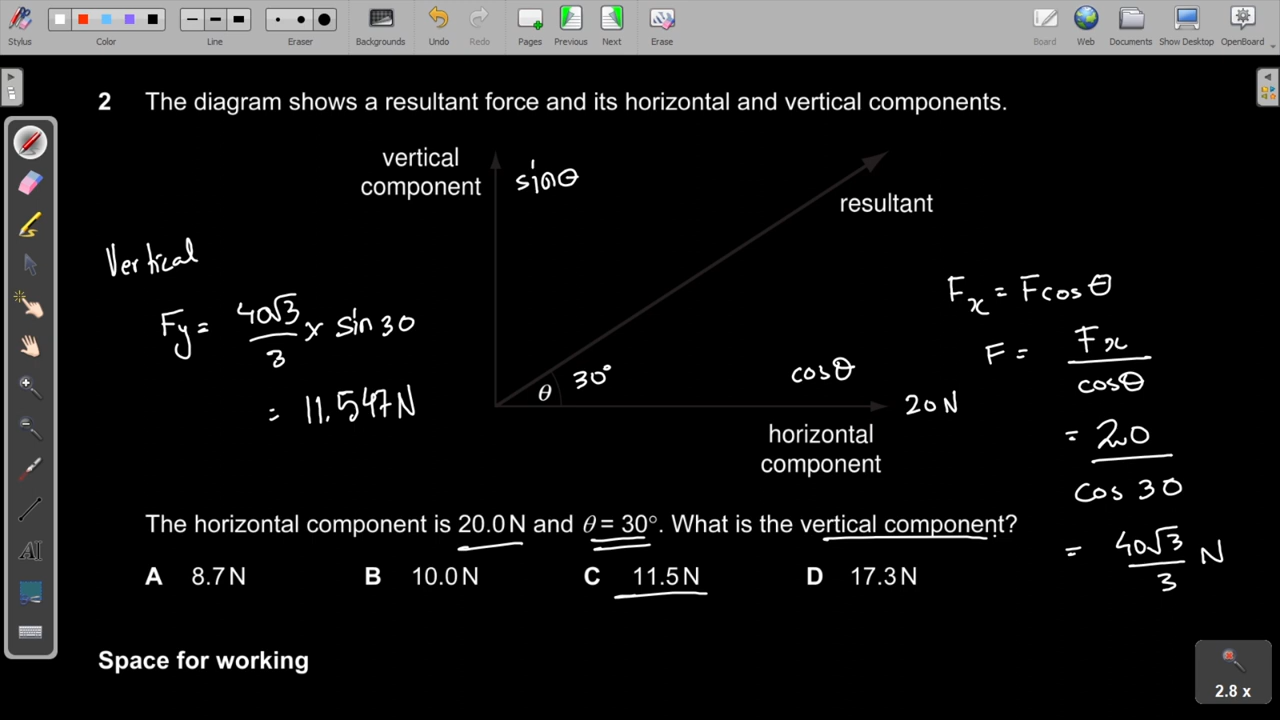 Stylus Color Line Eraser Backgrounds Undo Redo Pages Previous Next Erase Board Web Documents Show Desktop OpenBoard
2 The diagram shows a resultant force and its horizontal and vertical components.
vertical
component
sinθ
resultant
Vertical
Fy = 40√3/3 × sin 30
= 11.547N
θ 30°
cosθ
20N
horizontal
component
Fx = Fcosθ
F = Fx/cosθ
= 20/cos 30
= 40√3/3 N
The horizontal component is 20.0 N and θ = 30°. What is the vertical component?
A 8.7 N B 10.0 N C 11.5 N D 17.3 N
Space for working
AI
2.8 x